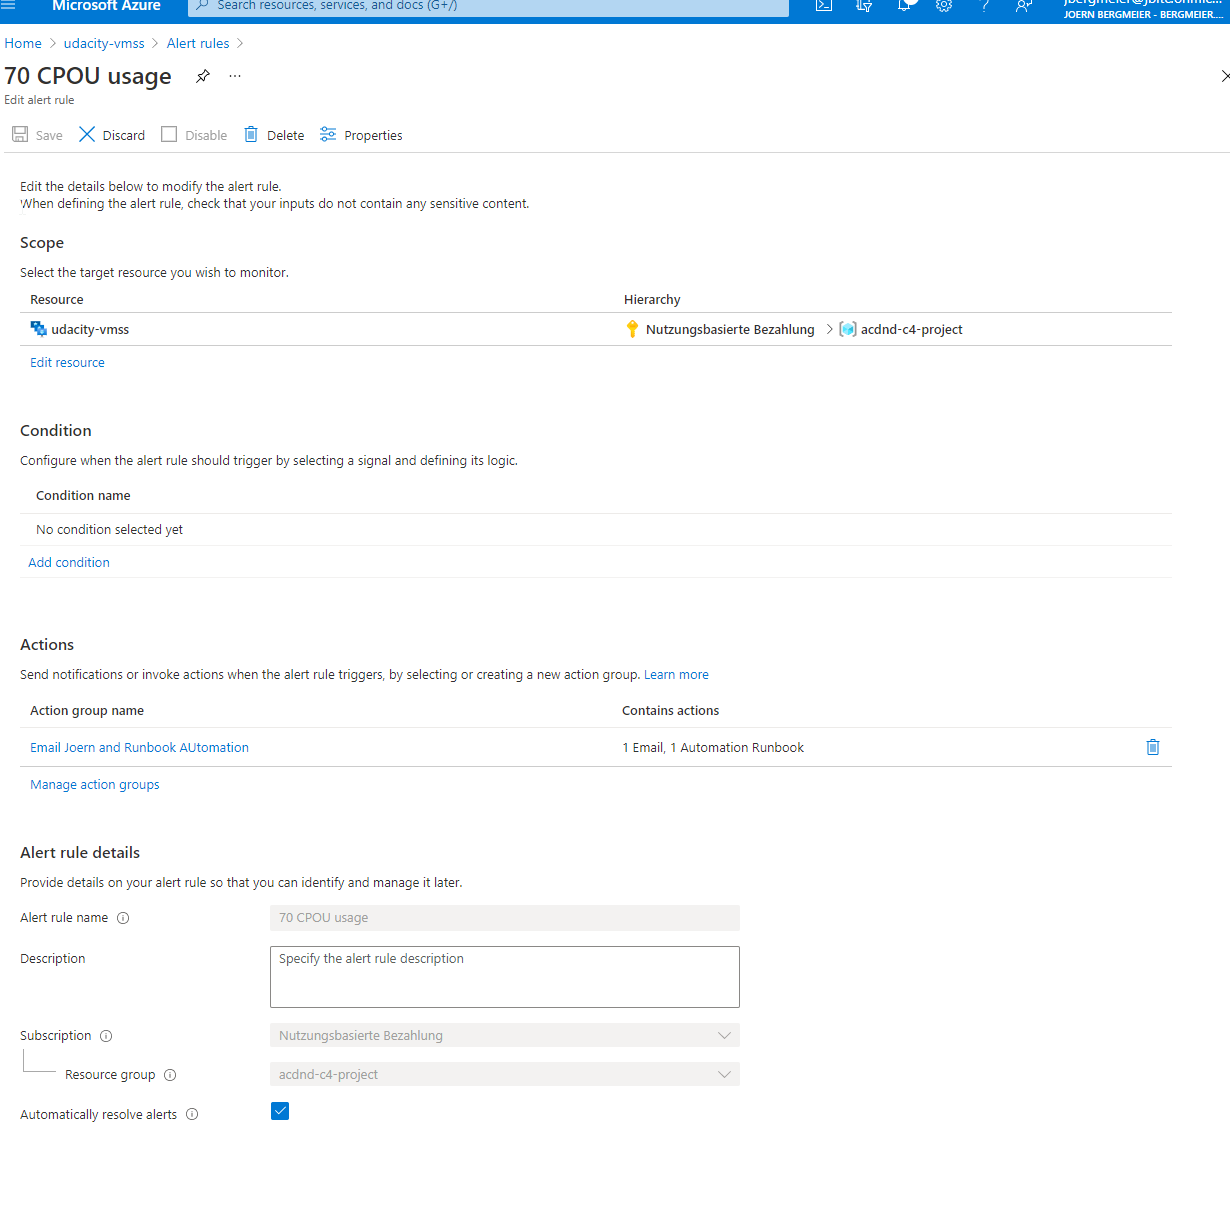 Microsoft Azure
Search resources, services, and docs (G+/)
JOERN BERGMEIER - BERGMEIER....
Home > udacity-vmss > Alert rules >
70 CPOU usage ...
Edit alert rule
Save Discard Disable Delete Properties
Edit the details below to modify the alert rule.
When defining the alert rule, check that your inputs do not contain any sensitive content.
Scope
Select the target resource you wish to monitor.
Resource Hierarchy
udacity-vmss Nutzungsbasierte Bezahlung > acdnd-c4-project
Edit resource
Condition
Configure when the alert rule should trigger by selecting a signal and defining its logic.
Condition name
No condition selected yet
Add condition
Actions
Send notifications or invoke actions when the alert rule triggers, by selecting or creating a new action group. Learn more
Action group name Contains actions
Email Joern and Runbook AUtomation 1 Email, 1 Automation Runbook
Manage action groups
Alert rule details
Provide details on your alert rule so that you can identify and manage it later.
Alert rule name 70 CPOU usage
Description Specify the alert rule description
Subscription Nutzungsbasierte Bezahlung
Resource group acdnd-c4-project
Automatically resolve alerts